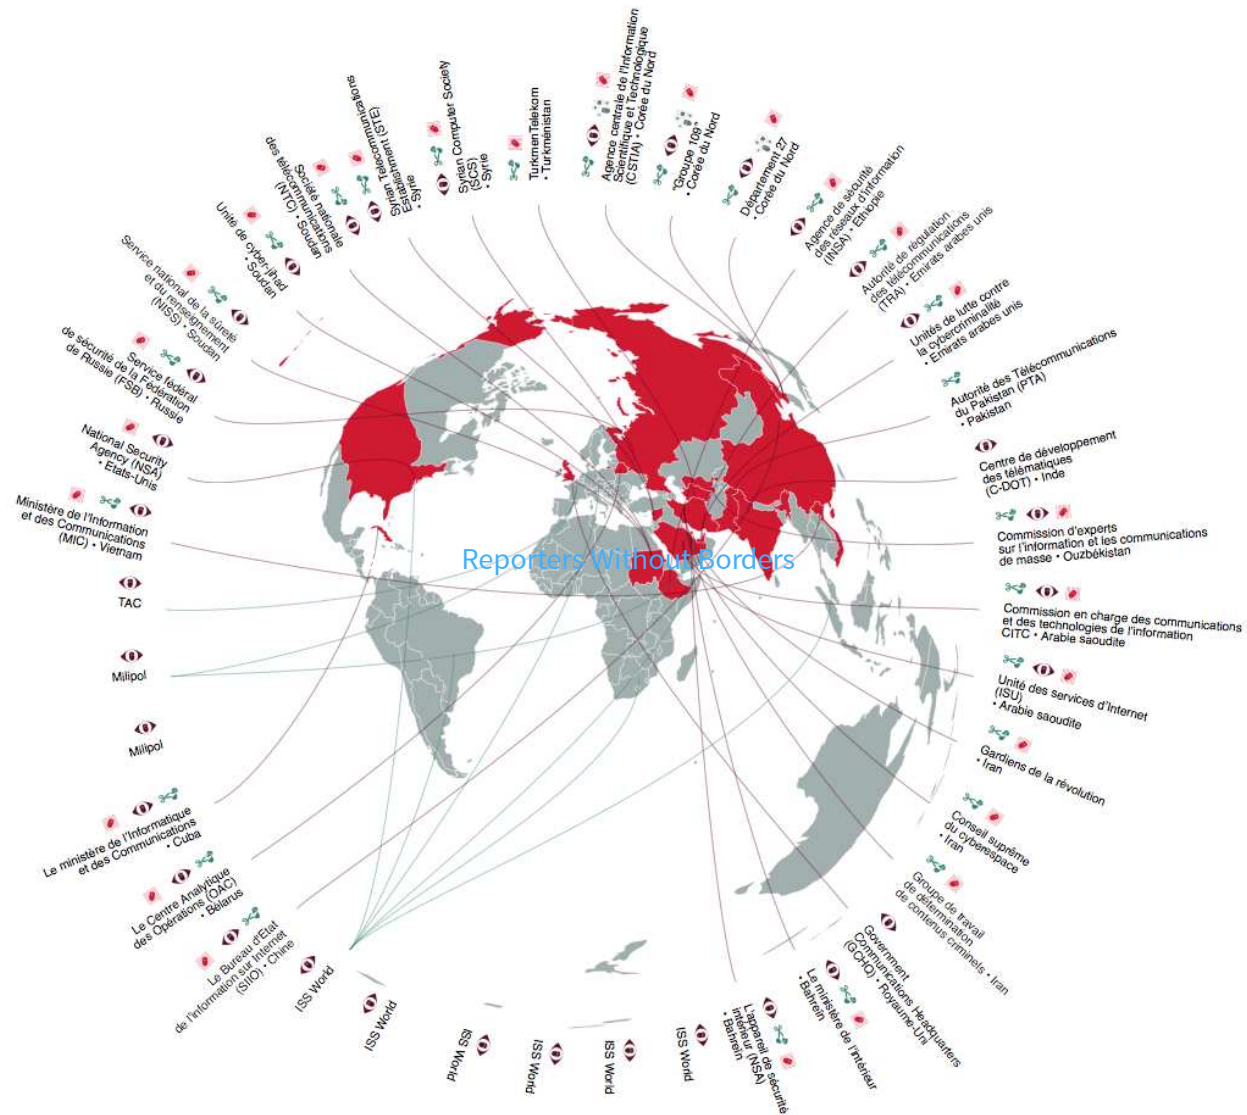 Agence centrale de l'Information
Scientifique et Technologique
(CSTIA) • Corée du Nord
"Groupe 109"
• Corée du Nord
Département 27
• Corée du Nord
Agence de sécurité
des réseaux d'information
(INSA) • Ethiopie
Autorité de régulation
des télécommunications
(TRA) • Emirats arabes unis
Unités de lutte contre
la cybercriminalité
• Emirats arabes unis
Autorité des Télécommunications
du Pakistan (PTA)
• Pakistan
Centre de développement
des télématiques
(C-DOT) • Inde
Commission d'experts
sur l'information et les communications
de masse • Ouzbékistan
Commission en charge des communications
et des technologies de l'information
CITC • Arabie saoudite
Unité des services d'Internet
(ISU)
• Arabie saoudite
Gardiens de la révolution
• Iran
Conseil suprême
du cyberespace
• Iran
Groupe de travail
de détermination
de contenus criminels • Iran
Government
Communications Headquarters
(GCHQ) • Royaume-Uni
Le ministère de l'intérieur
• Bahreïn
L'appareil de sécurité
intérieur (NSA)
• Bahreïn
ISS World
ISS World
ISS World
ISS World
ISS World
ISS World
Le Bureau d'Etat
de l'information sur Internet
(SIIO) • Chine
Le Centre Analytique
des Opérations (OAC)
• Bélarus
Le ministère de l'Informatique
et des Communications
• Cuba
Milipol
Milipol
TAC
Ministère de l'Information
et des Communications
(MIC) • Vietnam
National Security
Agency (NSA)
• Etats-Unis
Service fédéral
de sécurité de la Fédération
de Russie (FSB) • Russie
Service national de la sûreté
et du renseignement
(NISS) • Soudan
Unité de cyber-jihad
• Soudan
Société nationale
des télécommunications
(NTC) • Soudan
Syrian Telecommunications
Establishment (STE)
• Syrie
Syrian Computer Society
(SCS)
• Syrie
TurkmenTelekom
• Turkménistan
Reporters Without Borders